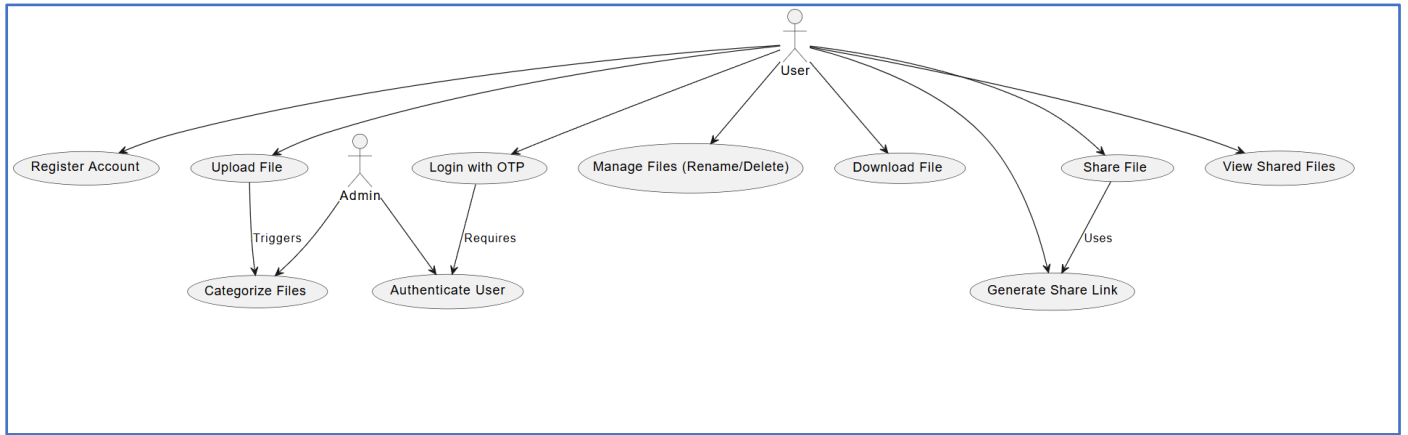 User
Register Account
Upload File
Login with OTP
Manage Files (Rename/Delete)
Download File
Share File
View Shared Files
Admin
Triggers
Requires
Uses
Categorize Files
Authenticate User
Generate Share Link